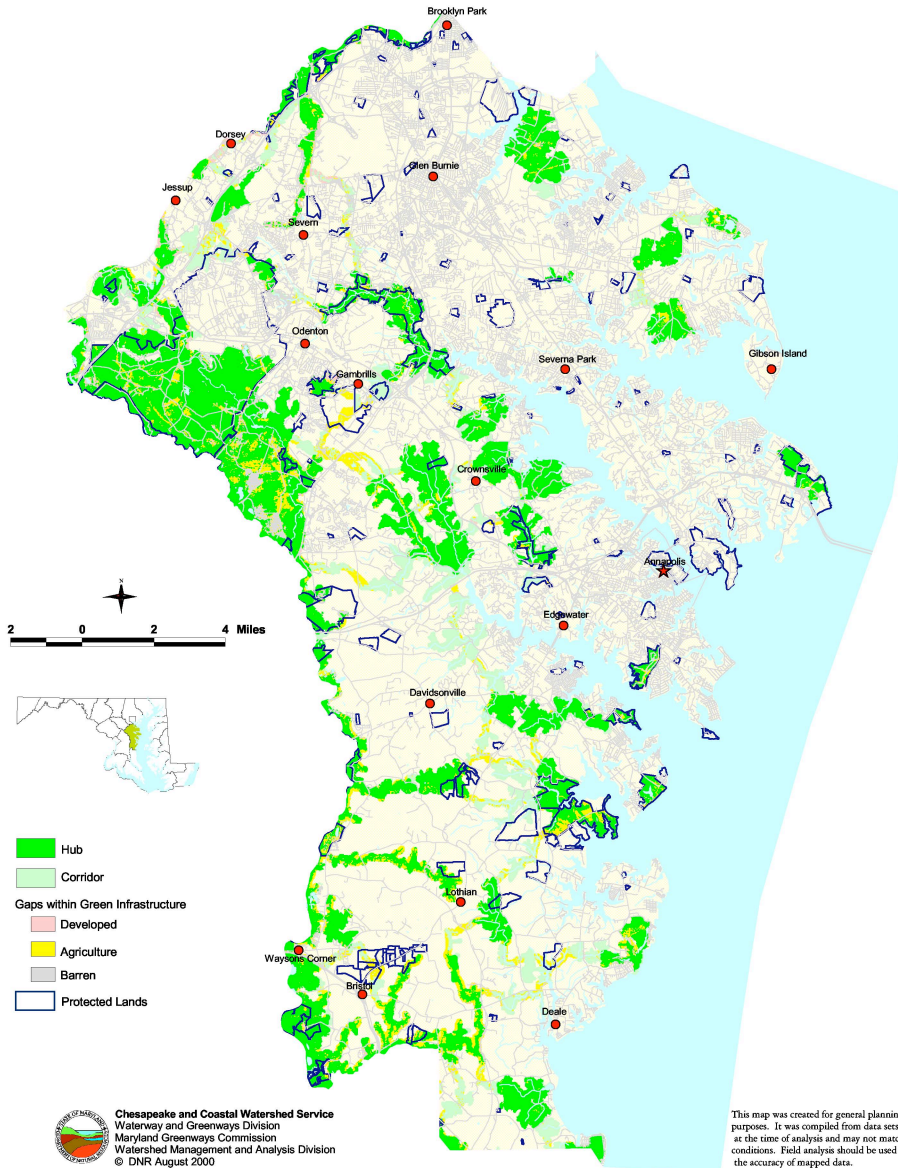 Brooklyn Park
Dorsey
Glen Burnie
Jessup
Severn
Odenton
Severna Park
Gibson Island
Gambrills
Crownsville
Annapolis
N
Edgewater
2 0 2 4 Miles
Davidsonville
Hub
Corridor
Lothian
Gaps within Green Infrastructure
Developed
Agriculture
Waysons Corner
Barren
Bristol
Protected Lands
Deale
Chesapeake and Coastal Watershed Service
Waterway and Greenways Division
Maryland Greenways Commission
Watershed Management and Analysis Division
© DNR August 2000
This map was created for general plannin
purposes. It was compiled from data sets
at the time of analysis and may not matc
conditions. Field analysis should be used
the accuracy of mapped data.